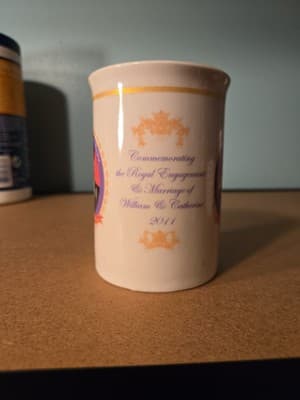 Commemorating
the Royal Engagement
& Marriage of
William & Catherine
2011